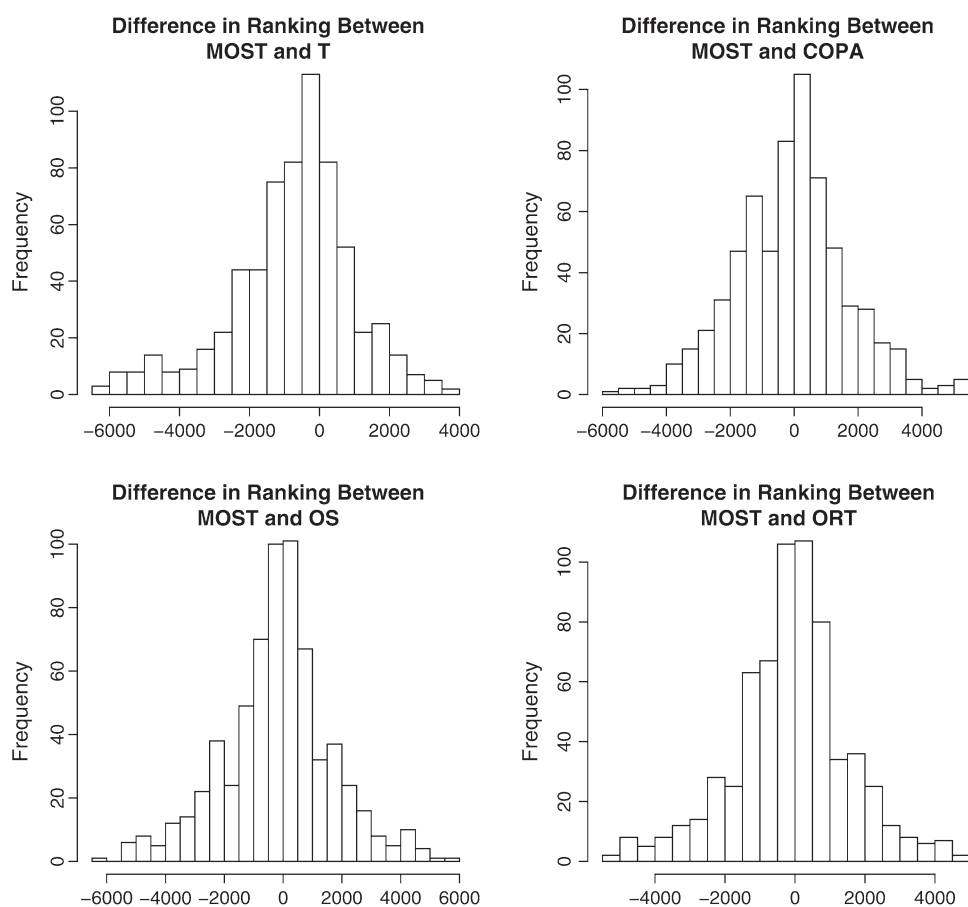 Difference in Ranking Between
MOST and T
Frequency
0
20
40
60
80
100
−6000 −4000 −2000 0 2000 4000
Difference in Ranking Between
MOST and COPA
Frequency
0
20
40
60
80
100
−6000 −4000 −2000 0 2000 4000
Difference in Ranking Between
MOST and OS
Frequency
0
20
40
60
80
100
−6000 −4000 −2000 0 2000 4000 6000
Difference in Ranking Between
MOST and ORT
Frequency
0
20
40
60
80
100
−4000 −2000 0 2000 4000